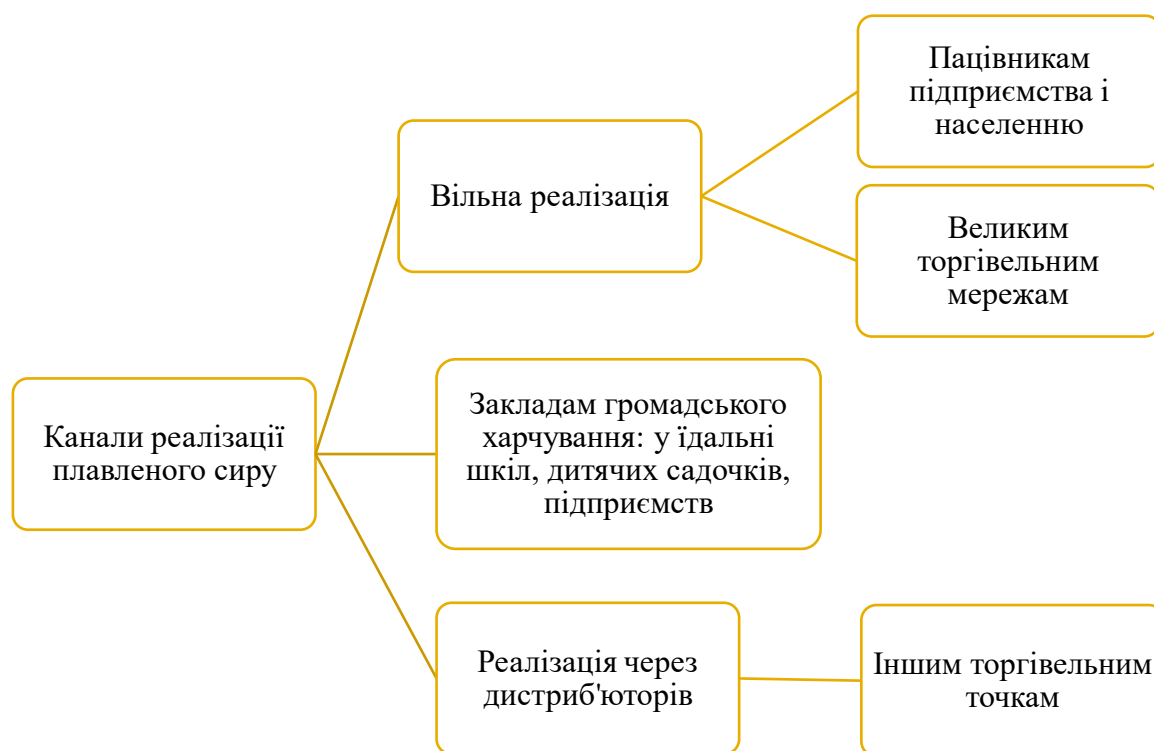 Пацівникам
підприємства і
населенню
Вільна реалізація
Великим
торгівельним
мережам
Канали реалізації
плавленого сиру
Закладам громадського
харчування: у їдальні
шкіл, дитячих садочків,
підприємств
Реалізація через
дистриб'юторів
Іншим торгівельним
точкам